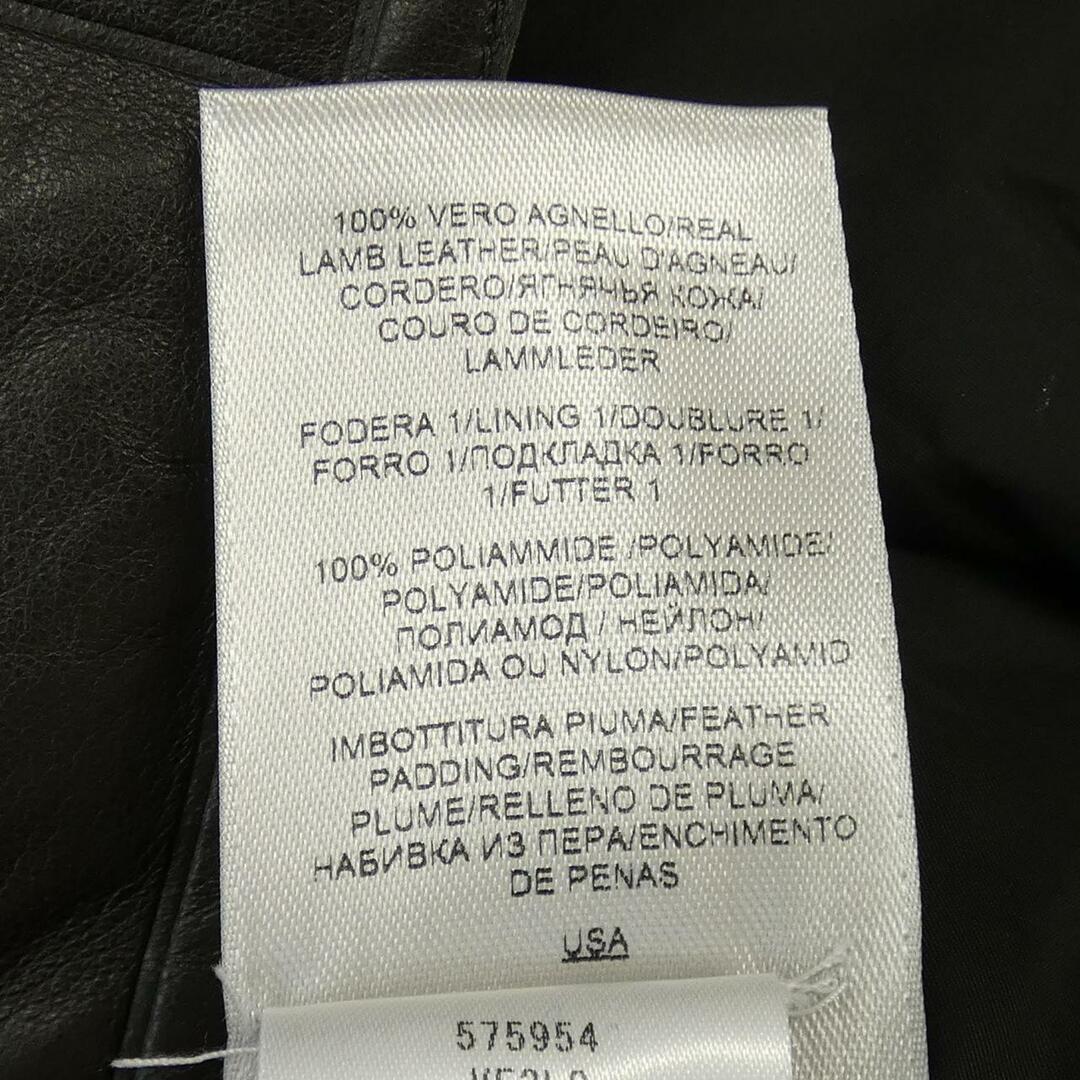 100% VERO AGNELLO/REAL
LAMB LEATHER/PEAU D'AGNEAU/
CORDERO/ЯГНЯЧЬЯ КОЖА/
COURO DE CORDEIRO/
LAMMLEDER
FODERA 1/LINING 1/DOUBLURE 1/
FORRO 1/ПОДКЛАДКА 1/FORRO
1/FUTTER 1
100% POLIAMMIDE /POLYAMIDE/
POLYAMIDE/POLIAMIDA/
ПОЛИАМОД / НЕЙЛОН/
POLIAMIDA OU NYLON/POLYAMID
IMBOTTITURA PIUMA/FEATHER
PADDING/REMBOURRAGE
PLUME/RELLENO DE PLUMA/
НАБИВКА ИЗ ПЕРА/ENCHIMENTO
DE PENAS
USA
575954